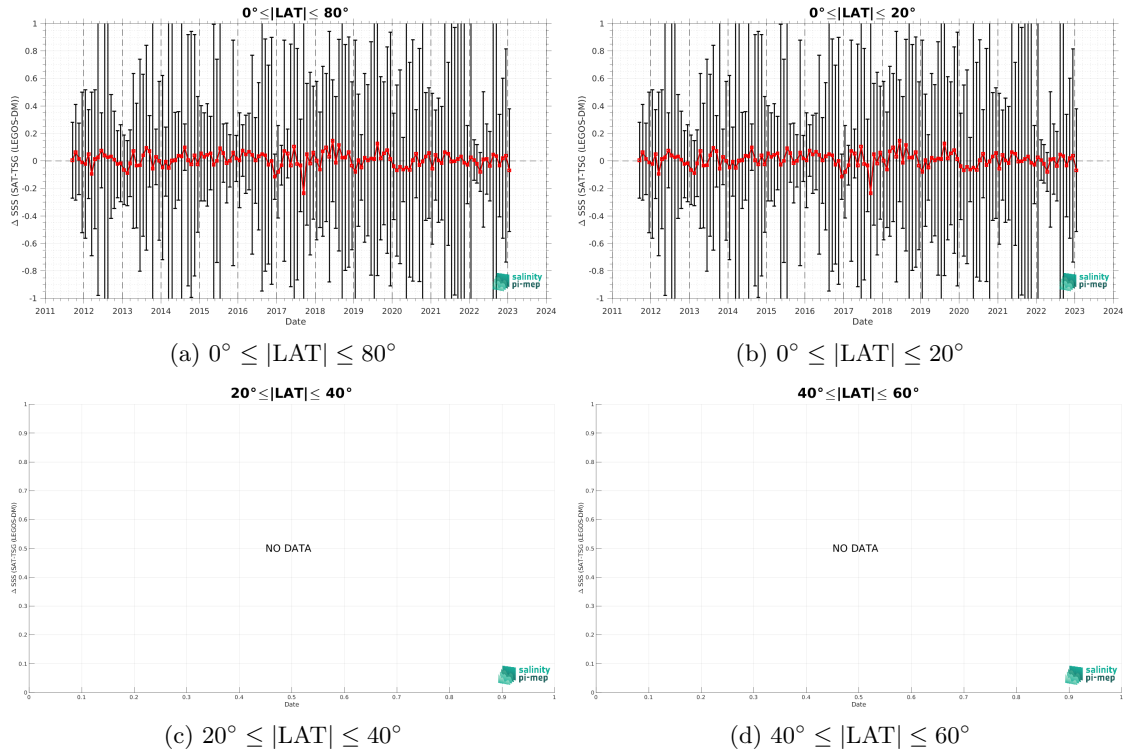 0°≤|LAT|≤ 80°
Δ SSS (SAT-TSG (LEGOS-DM))
1
0.8
0.6
0.4
0.2
0
-0.2
-0.4
-0.6
-0.8
-1
2011 2012 2013 2014 2015 2016 2017 2018 2019 2020 2021 2022 2023 2024
Date
salinity
pi-mep
(a) 0° ≤ |LAT| ≤ 80°
0°≤|LAT|≤ 20°
Δ SSS (SAT-TSG (LEGOS-DM))
1
0.8
0.6
0.4
0.2
0
-0.2
-0.4
-0.6
-0.8
-1
2011 2012 2013 2014 2015 2016 2017 2018 2019 2020 2021 2022 2023 2024
Date
salinity
pi-mep
(b) 0° ≤ |LAT| ≤ 20°
20°≤|LAT|≤ 40°
Δ SSS (SAT-TSG (LEGOS-DM))
1
0.9
0.8
0.7
0.6
0.5
0.4
0.3
0.2
0.1
0
NO DATA
0 0.1 0.2 0.3 0.4 0.5 0.6 0.7 0.8 0.9 1
Date
salinity
pi-mep
(c) 20° ≤ |LAT| ≤ 40°
40°≤|LAT|≤ 60°
Δ SSS (SAT-TSG (LEGOS-DM))
1
0.9
0.8
0.7
0.6
0.5
0.4
0.3
0.2
0.1
0
NO DATA
0 0.1 0.2 0.3 0.4 0.5 0.6 0.7 0.8 0.9 1
Date
salinity
pi-mep
(d) 40° ≤ |LAT| ≤ 60°